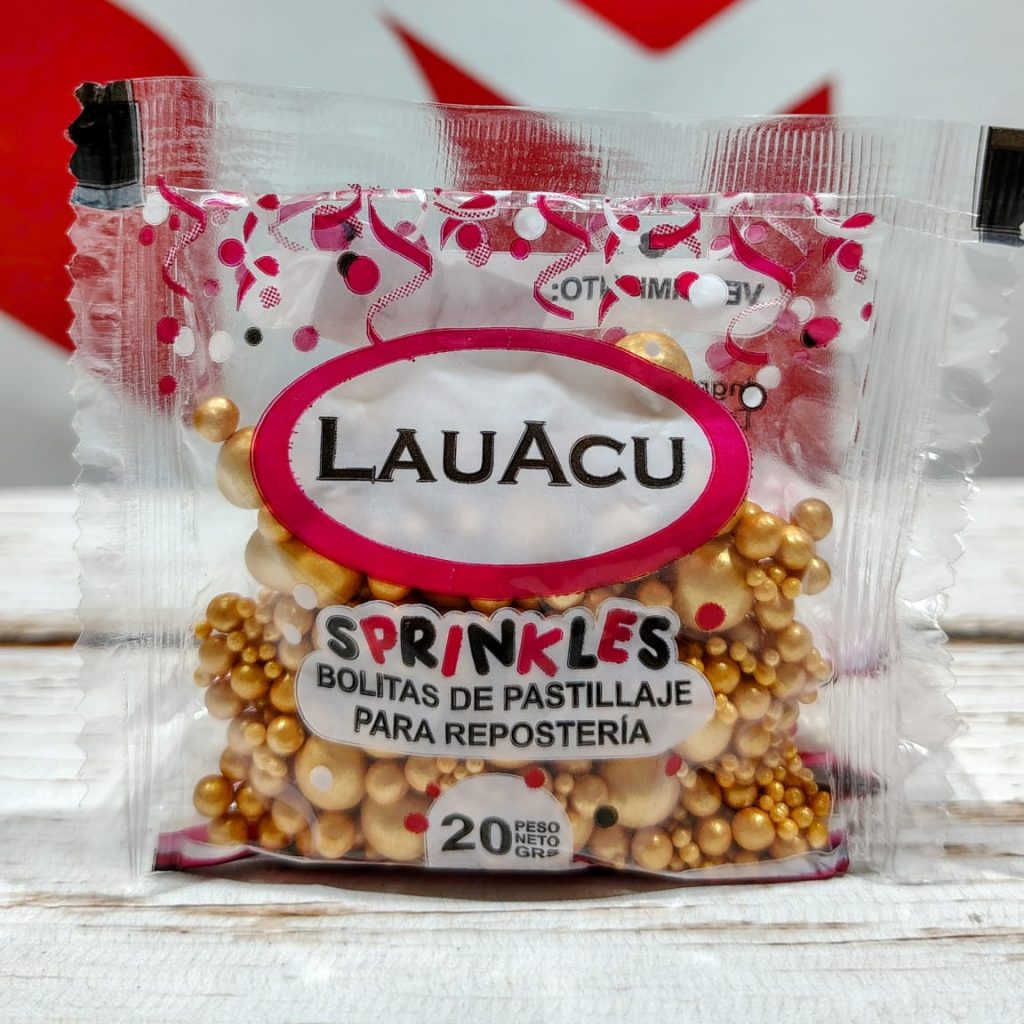 LAUACU
SPRINKLES
BOLITAS DE PASTILLAJE
PARA REPOSTERÍA
20 PESO
NETO
GRS